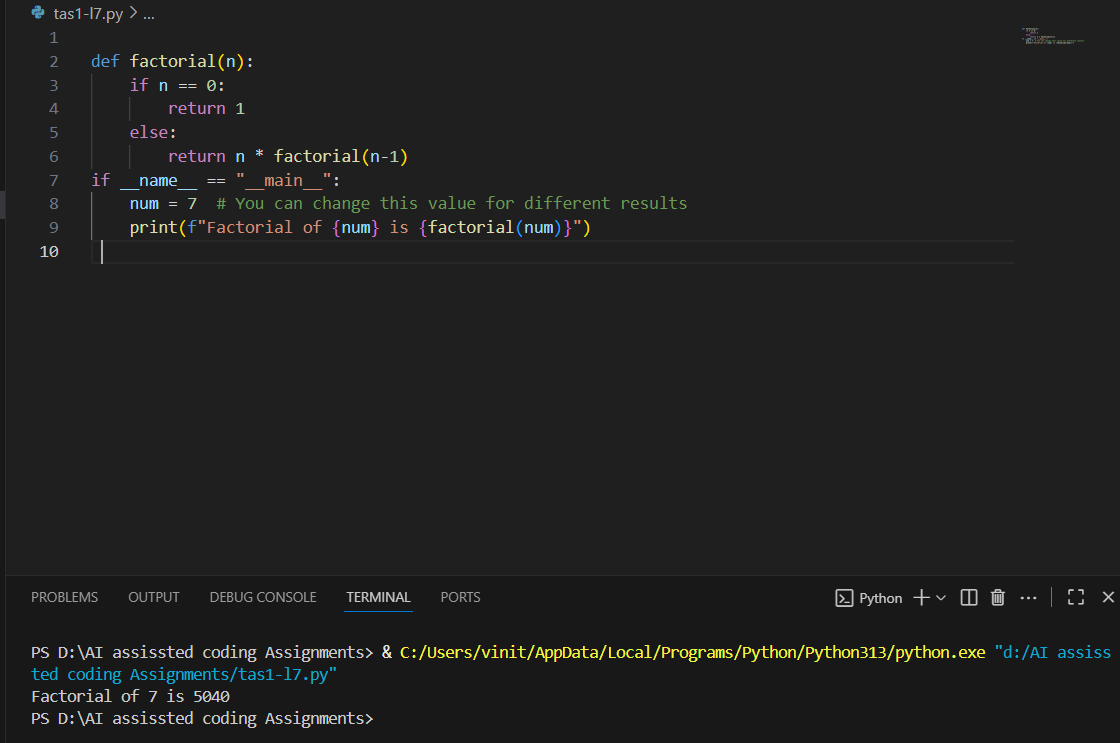 tas1-l7.py > ...
1
2 def factorial(n):
3     if n == 0:
4         return 1
5     else:
6         return n * factorial(n-1)
7 if __name__ == "__main__":
8     num = 7  # You can change this value for different results
9     print(f"Factorial of {num} is {factorial(num)}")
10
PROBLEMS OUTPUT DEBUG CONSOLE TERMINAL PORTS Python
PS D:\AI assissted coding Assignments> & C:/Users/vinit/AppData/Local/Programs/Python/Python313/python.exe "d:/AI assiss
ted coding Assignments/tas1-l7.py"
Factorial of 7 is 5040
PS D:\AI assissted coding Assignments>